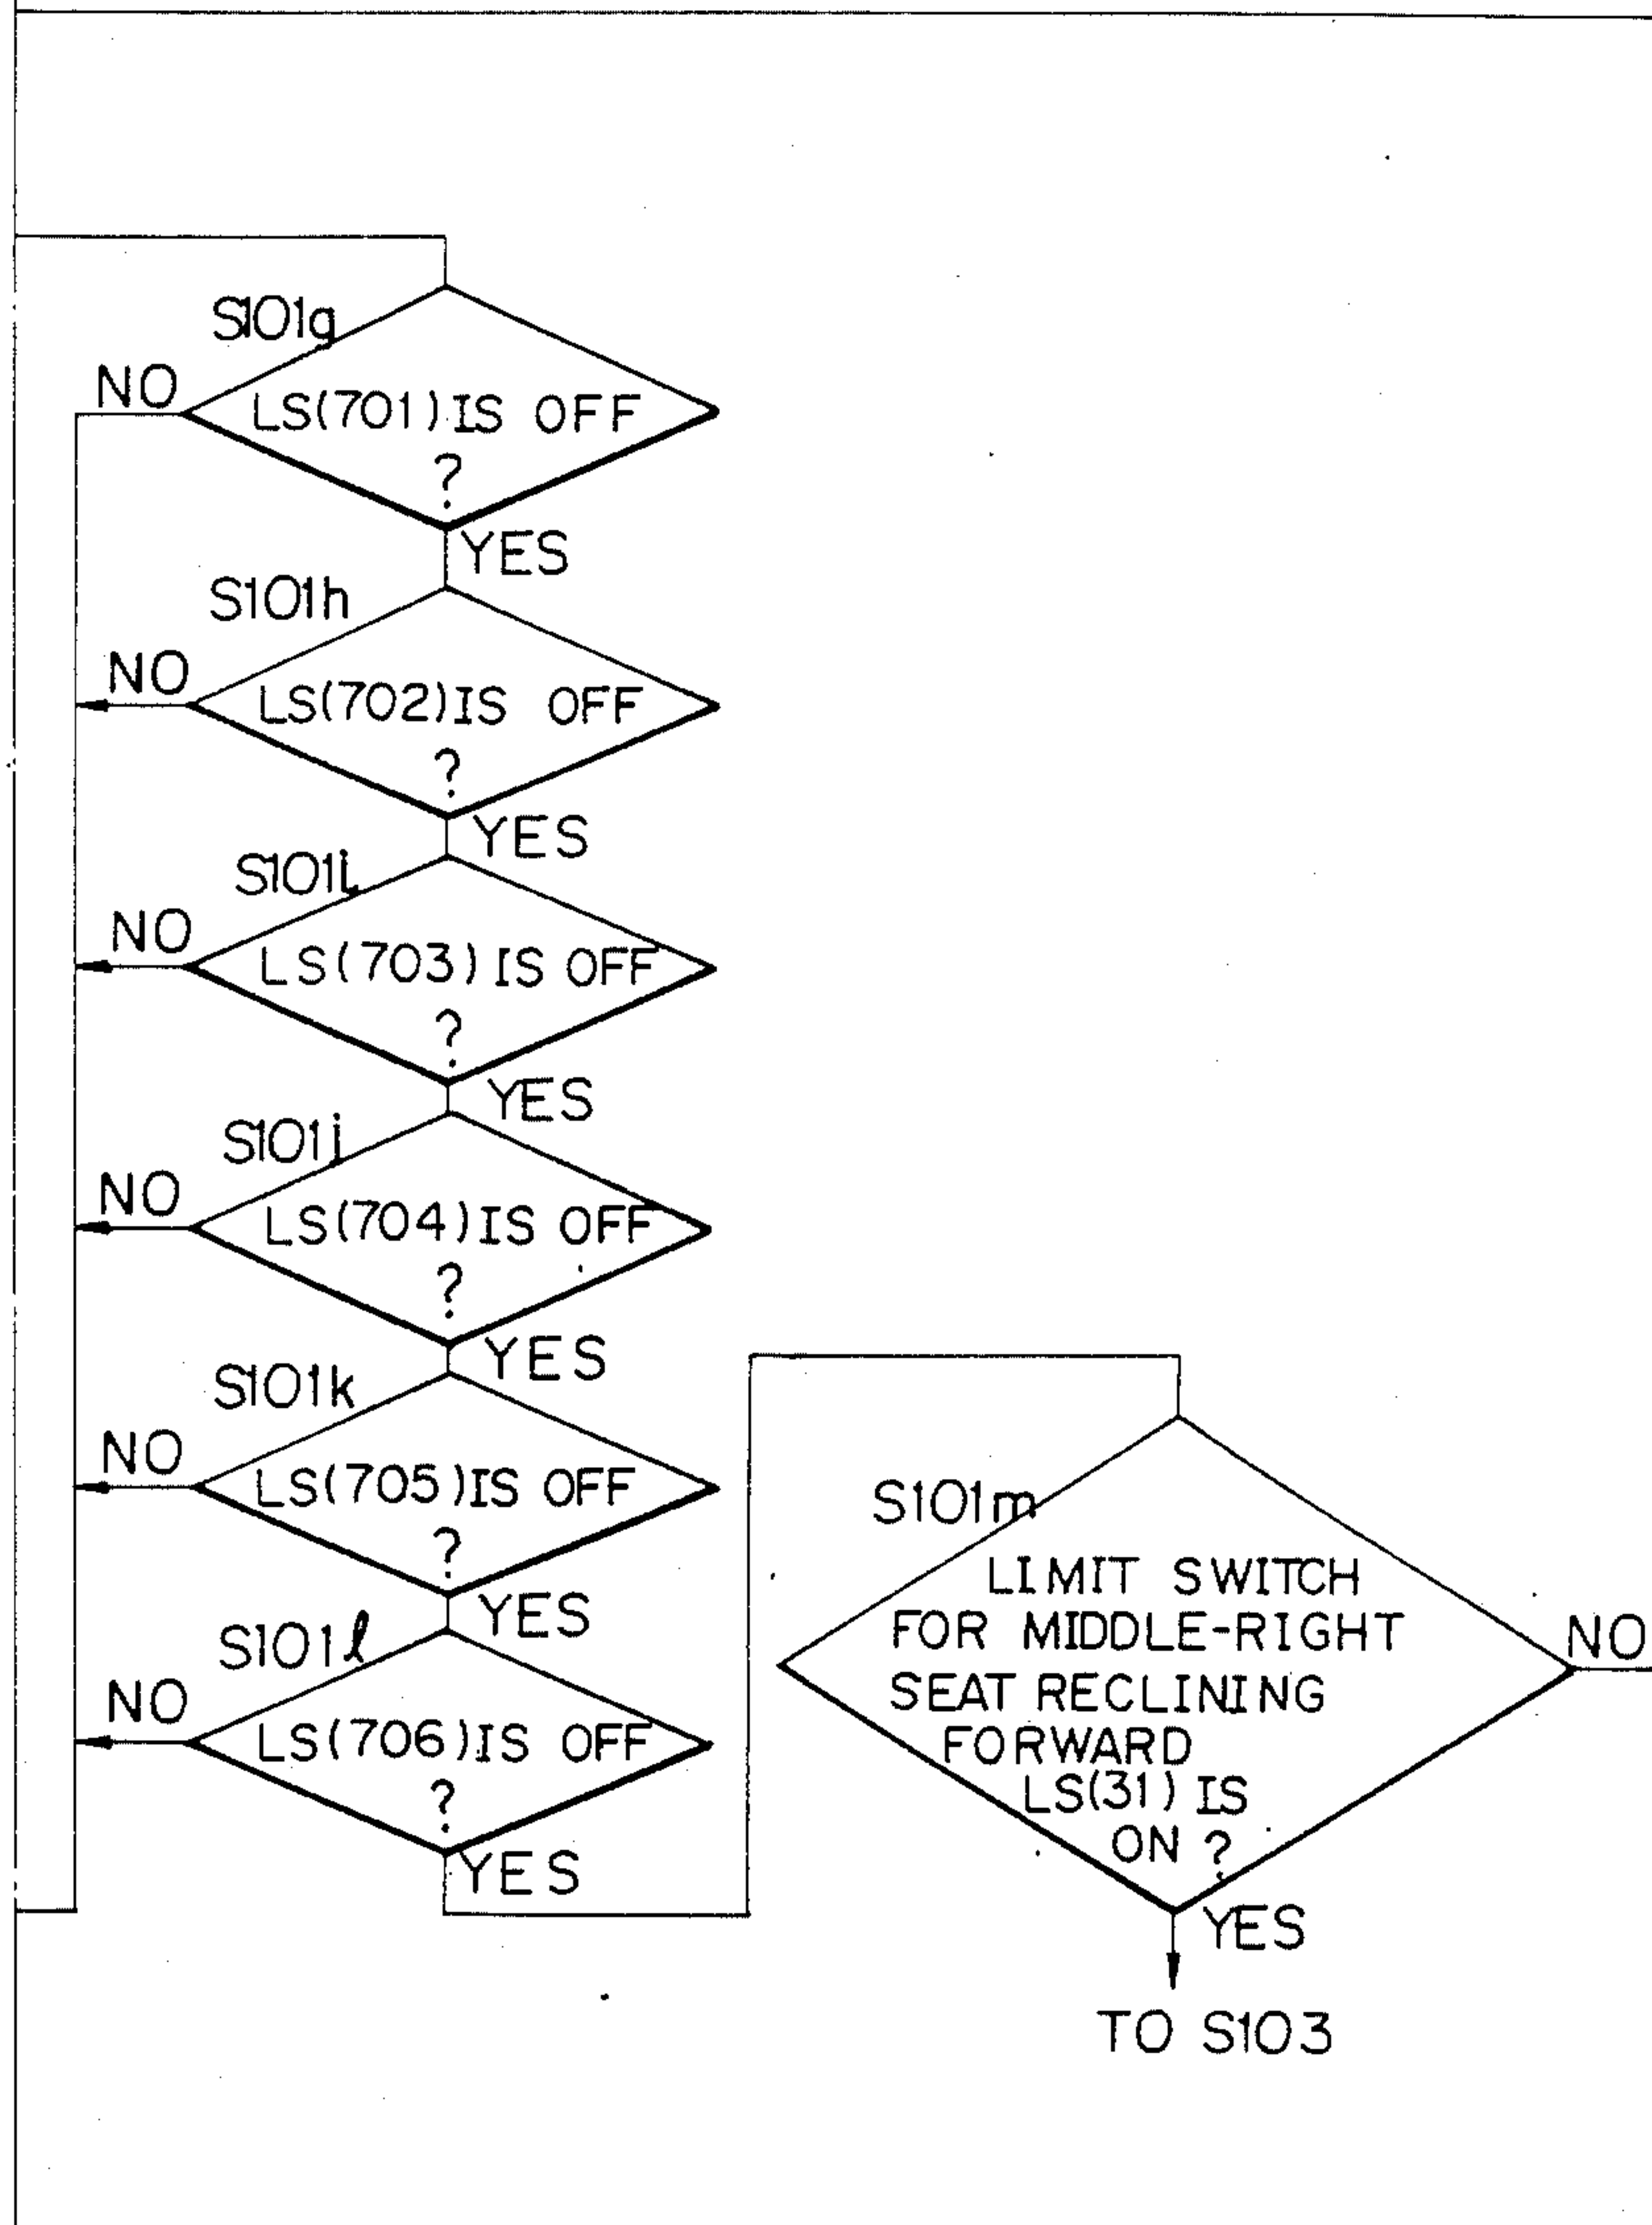 S101g
NO
LS(701) IS OFF
?
YES
S101h
NO
LS(702) IS OFF
?
YES
S101i
NO
LS(703) IS OFF
?
YES
S101j
NO
LS(704) IS OFF
?
YES
S101k
NO
LS(705) IS OFF
?
YES
S101l
NO
LS(706) IS OFF
?
YES
S101m
LIMIT SWITCH
FOR MIDDLE-RIGHT
SEAT RECLINING
FORWARD
LS(31) IS
ON ?
NO
YES
TO S103